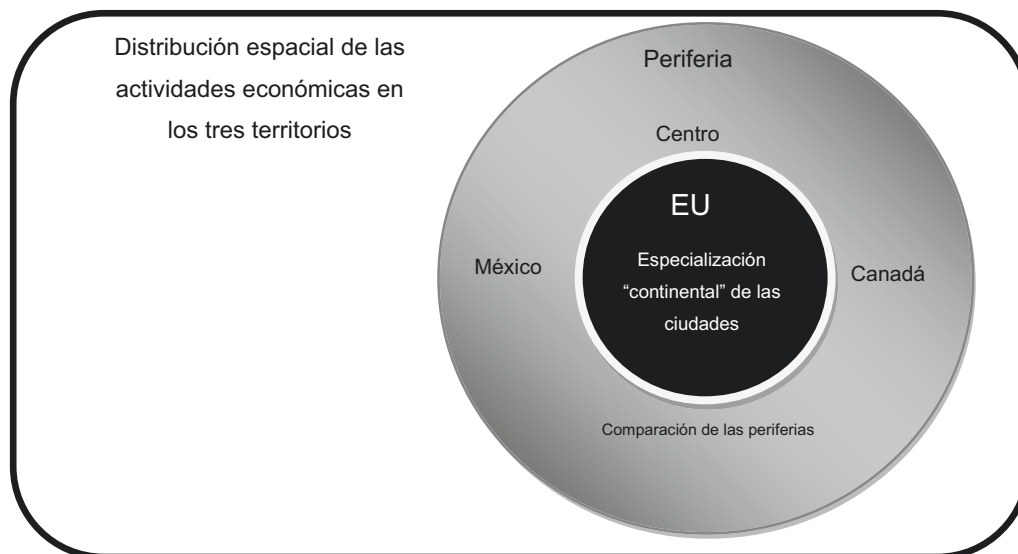 Distribución espacial de las
actividades económicas en
los tres territorios
Periferia
Centro
EU
Especialización
“continental” de las
ciudades
México
Canadá
Comparación de las periferias